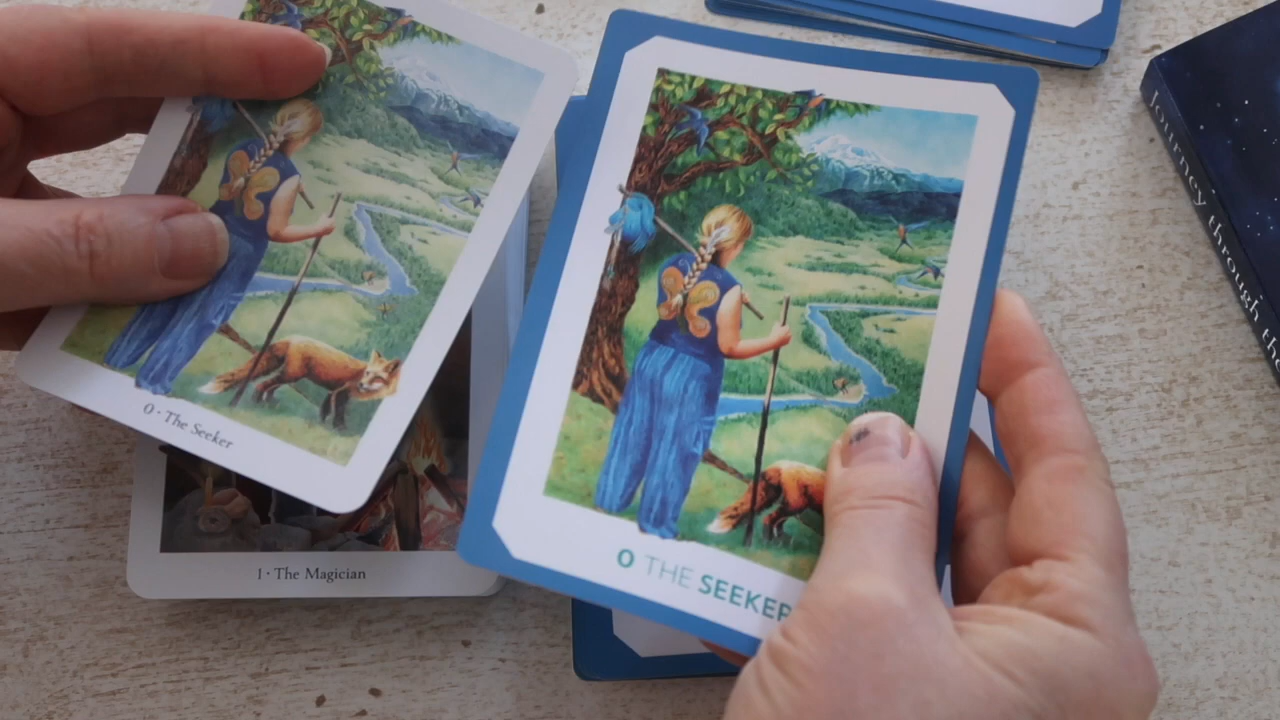 0 · The Seeker
1 · The Magician
0 THE SEEKER
Journey through the